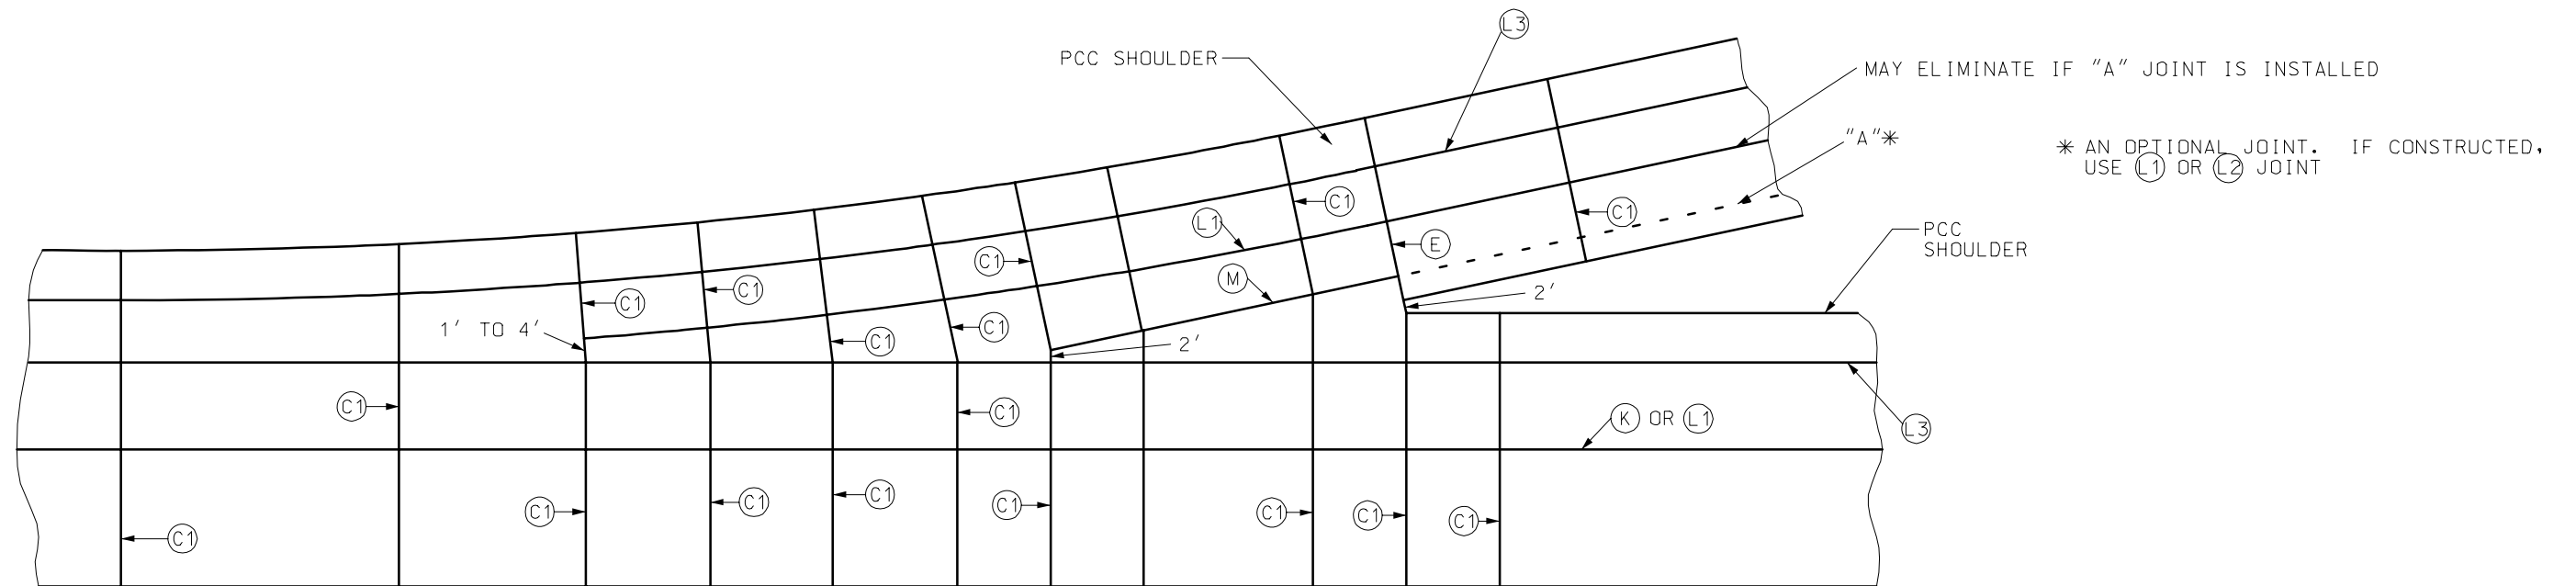 L3
PCC SHOULDER
MAY ELIMINATE IF "A" JOINT IS INSTALLED
"A"*
* AN OPTIONAL JOINT. IF CONSTRUCTED,
USE L1 OR L2 JOINT
C1
C1
L1
PCC
SHOULDER
E
C1
M
C1
C1
2'
1' TO 4'
C1
C1
2'
C1
C1
K OR L1
L3
C1
C1
C1
C1
C1
C1
C1
C1
C1